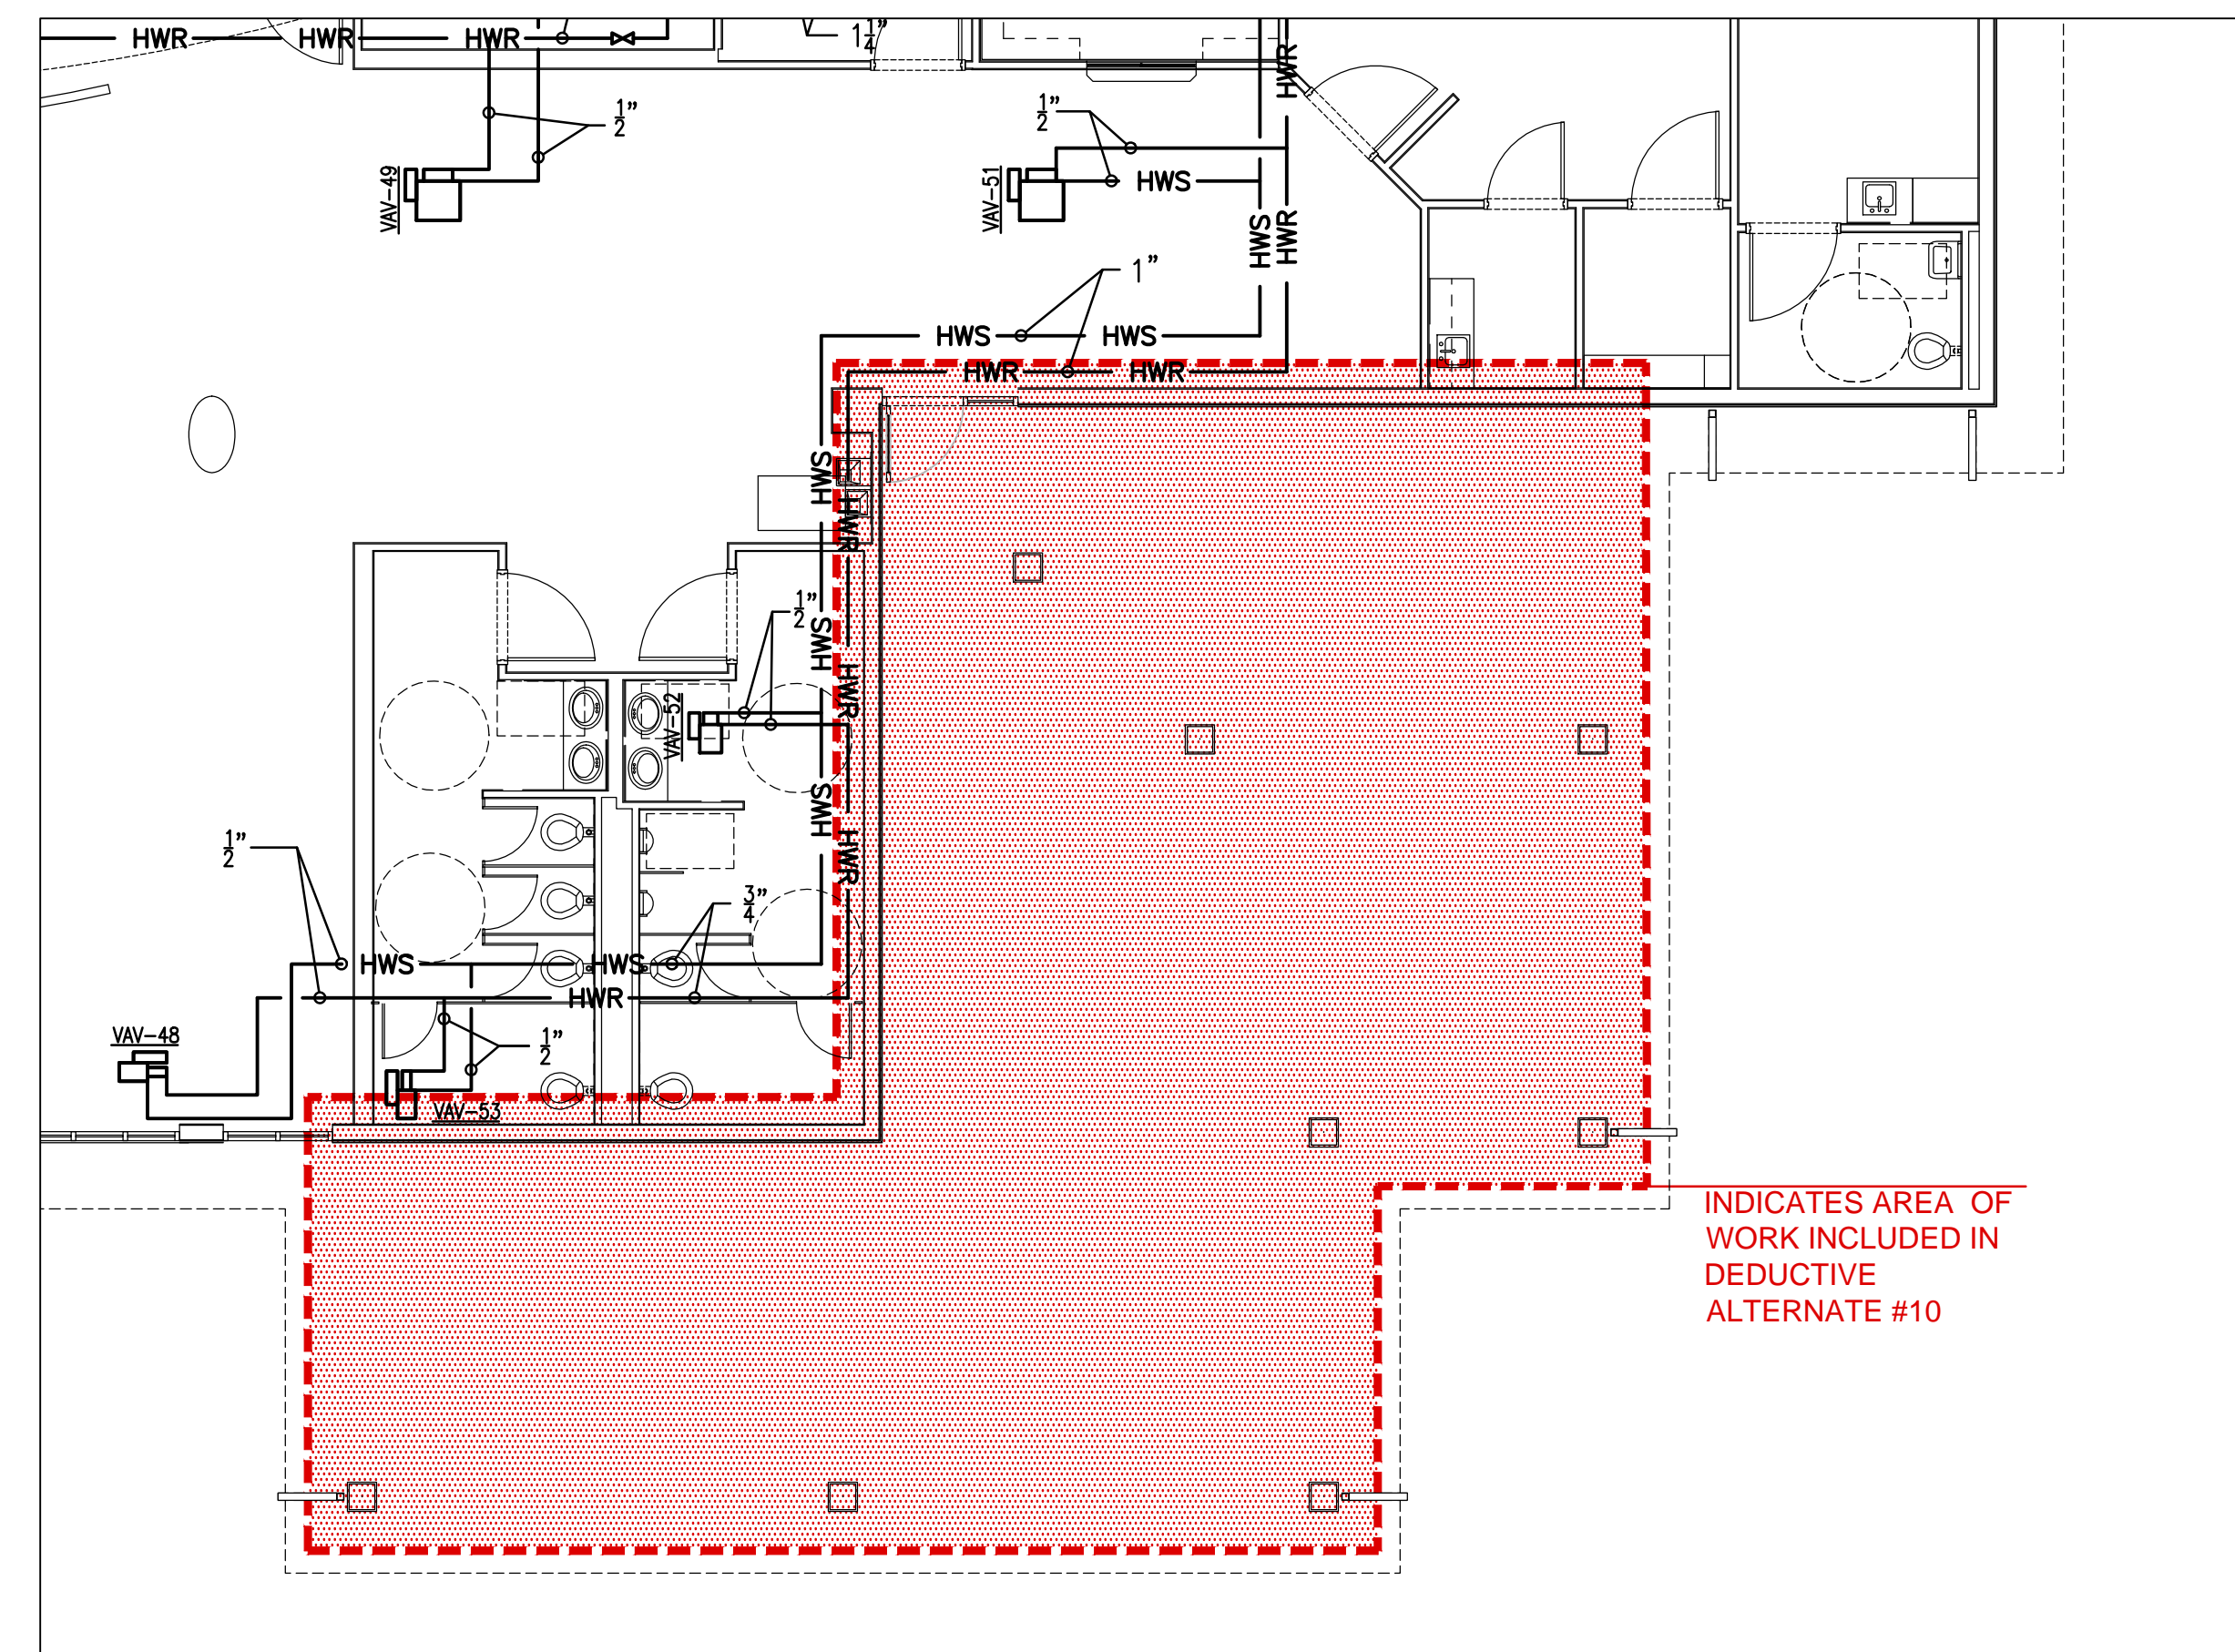 HWR HWR HWR
1 1/4"
HWR
1/2"
1/2"
VAV-49
VAV-51
HWS
HWS
HWR
1"
HWS HWS
HWR HWR
HWS
HWR
1/2"
HWS
HWR
VAV-52
HWS
HWR
1/2"
3/4"
HWS HWS
HWR
VAV-48
1/2"
VAV-53
INDICATES AREA OF
WORK INCLUDED IN
DEDUCTIVE
ALTERNATE #10